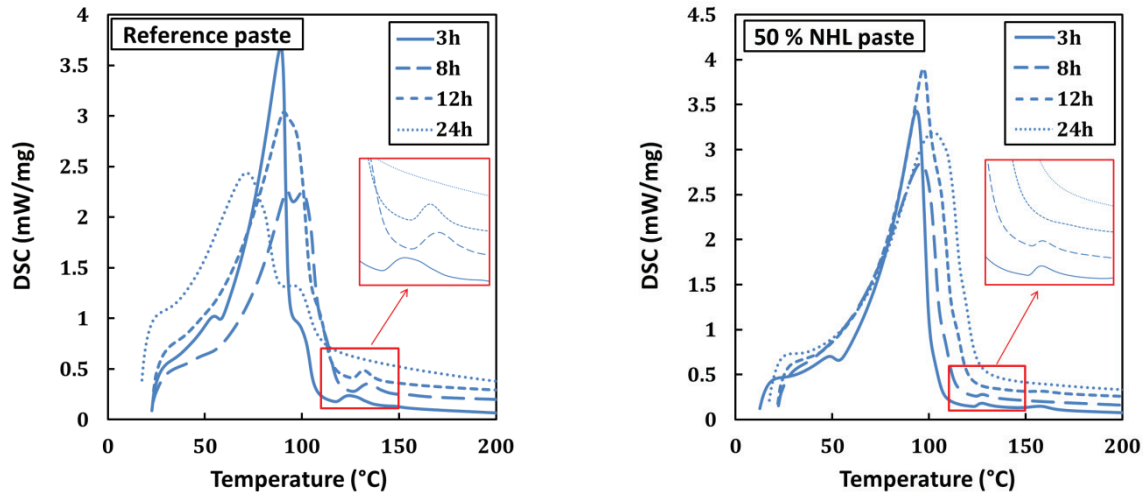 Reference paste
3h
8h
12h
24h
DSC (mW/mg)
3.5
3
2.5
2
1.5
1
0.5
0
0
50
100
150
200
Temperature (°C)
50 % NHL paste
3h
8h
12h
24h
DSC (mW/mg)
4.5
4
3.5
3
2.5
2
1.5
1
0.5
0
0
50
100
150
200
Temperature (°C)